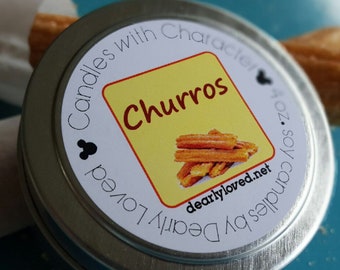 Candles with Character
4 oz. soy candles by Dearly Loved
Churros
dearlyloved.net